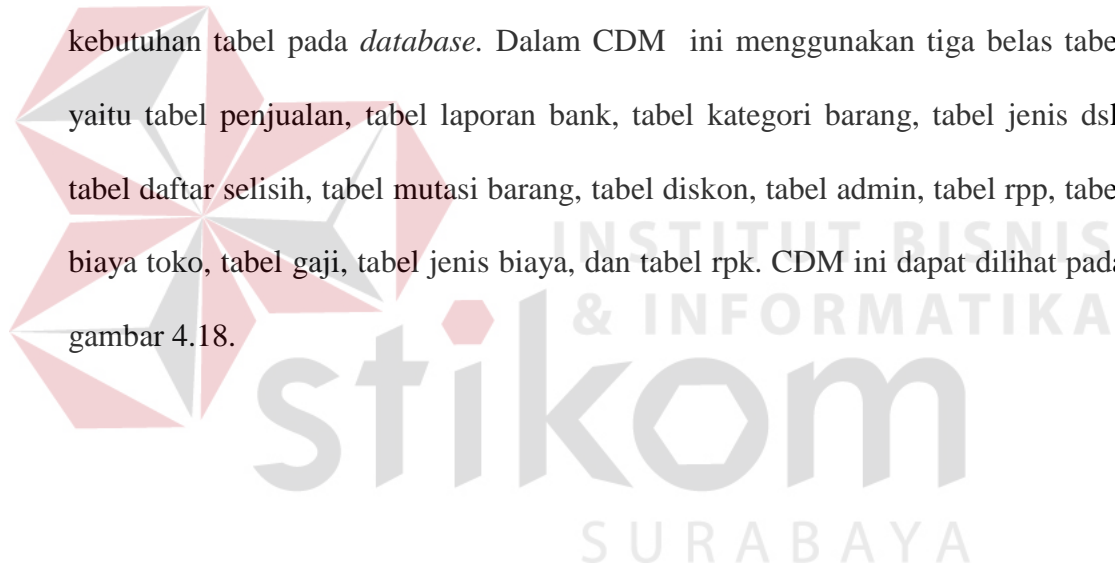 kebutuhan tabel pada database. Dalam CDM ini menggunakan tiga belas tabe
yaitu tabel penjualan, tabel laporan bank, tabel kategori barang, tabel jenis dsl
tabel daftar selisih, tabel mutasi barang, tabel diskon, tabel admin, tabel rpp, tabe
biaya toko, tabel gaji, tabel jenis biaya, dan tabel rpk. CDM ini dapat dilihat pada
gambar 4.18.
INSTITUT BISNIS
& INFORMATIKA
stikom
SURABAYA